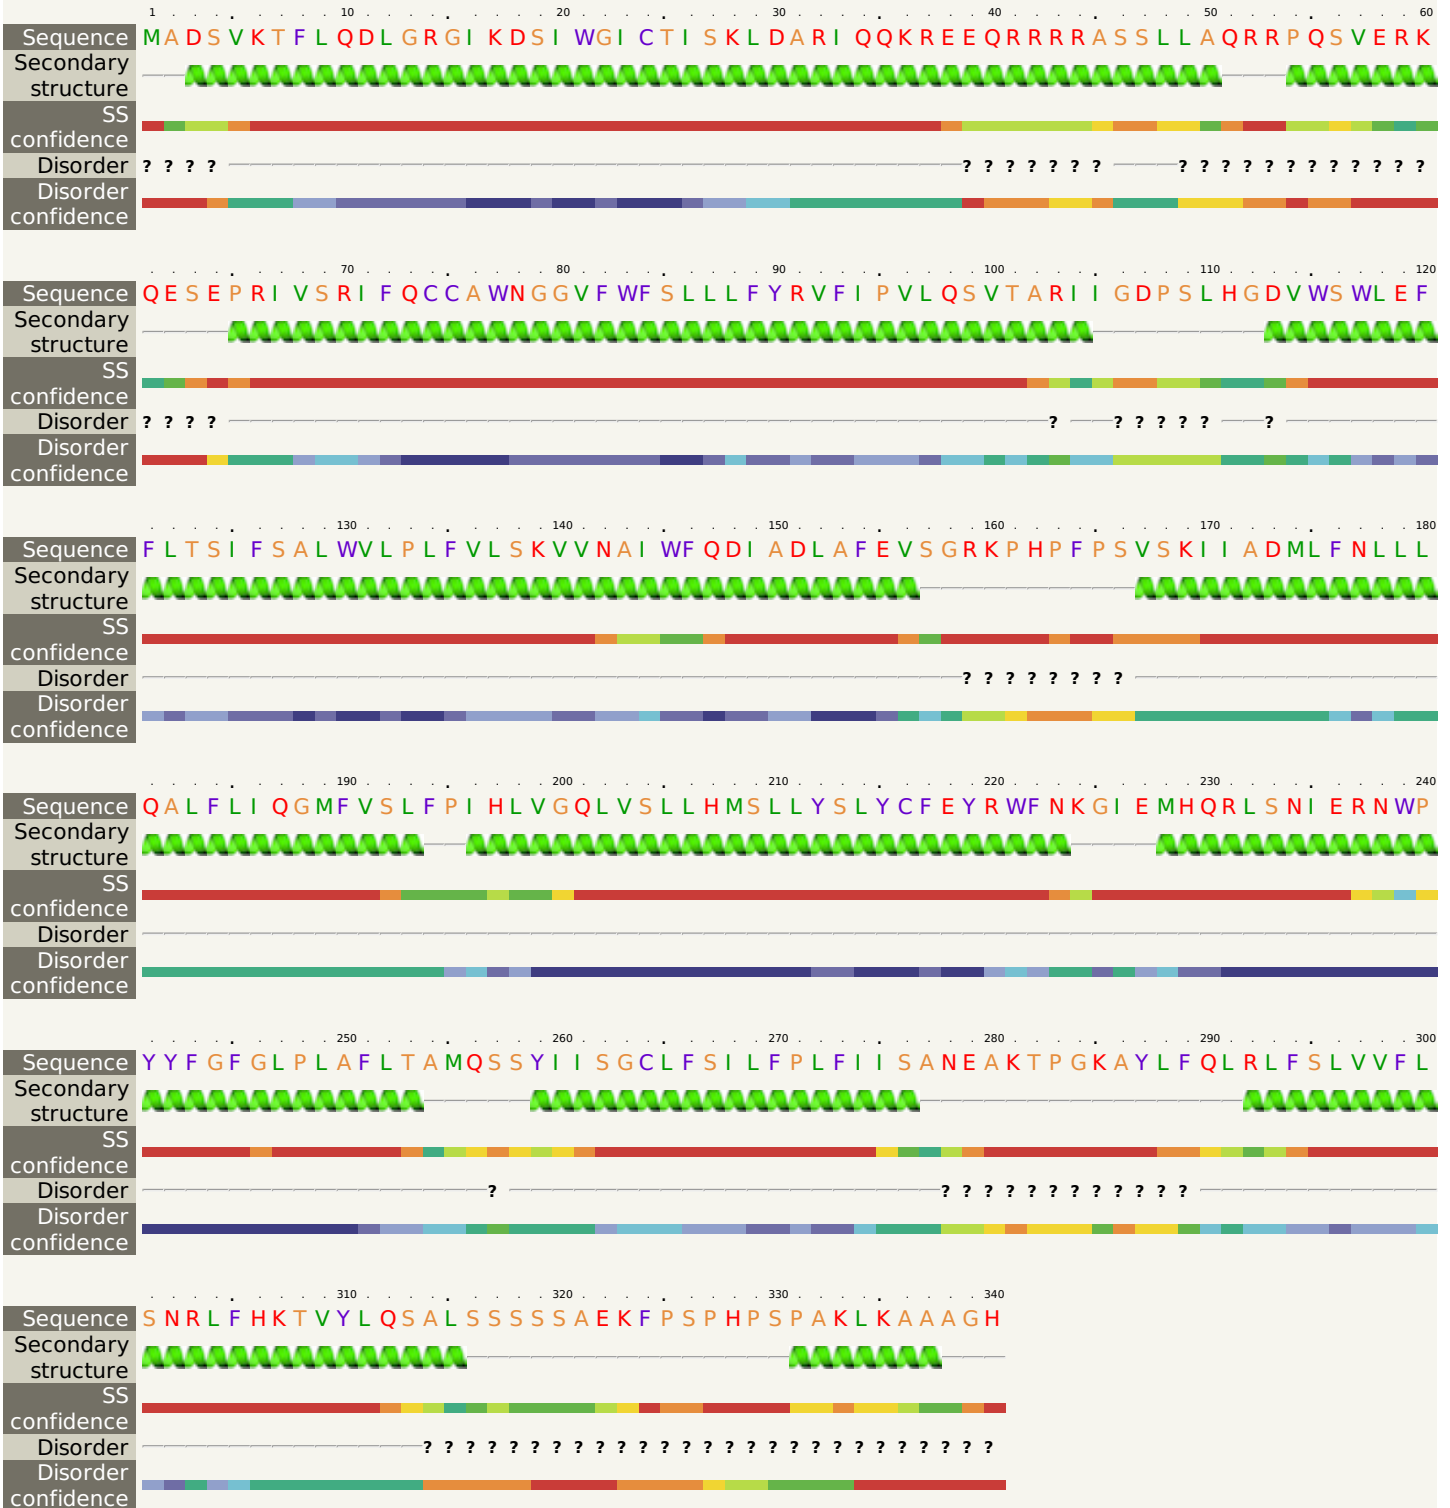 1 10 20 30 40 50 60
Sequence MADSVKTFLQDLGRGIKDSIWGICTISKLDARIQQKREEQRRRRASSLLAQRRPQSVERK
Secondary
structure
SS
confidence
Disorder ? ? ? ? ? ? ? ? ? ? ? ? ? ? ? ? ? ? ? ? ? ?
Disorder
confidence
70 80 90 100 110 120
Sequence QESEPRIVSRIFQCCAWNGGVFWFSLLLFYRVFIPVLQSVTARIIGDPSLHGDVWSWLEF
Secondary
structure
SS
confidence
Disorder ? ? ? ? ? ? ? ? ? ? ?
Disorder
confidence
130 140 150 160 170 180
Sequence FLTSIFSALWVLPLFVLSKVVNAIWFQDIADLAFEVSGRKPHPFPSVSKIIADMLFNLLL
Secondary
structure
SS
confidence
Disorder ? ? ? ? ? ? ? ?
Disorder
confidence
190 200 210 220 230 240
Sequence QALFLIQGMFVSLFPIHLVGQLVSLLHMSLLYSLYCFEYRWFNKGIEMHQRLSNIERNWP
Secondary
structure
SS
confidence
Disorder
Disorder
confidence
250 260 270 280 290 300
Sequence YYFGFGLPLAFLTAMQSSYIISGCLFSILFPLFIISANEAKTPGKAYLFQLRLFSLVVFL
Secondary
structure
SS
confidence
Disorder ? ? ? ? ? ? ? ? ? ? ? ?
Disorder
confidence
310 320 330 340
Sequence SNRLFHKTVYLQSALSSSSSAEKFPSPHPSPAKLKAAAGH
Secondary
structure
SS
confidence
Disorder ? ? ? ? ? ? ? ? ? ? ? ? ? ? ? ? ? ? ? ? ? ? ? ? ? ? ?
Disorder
confidence